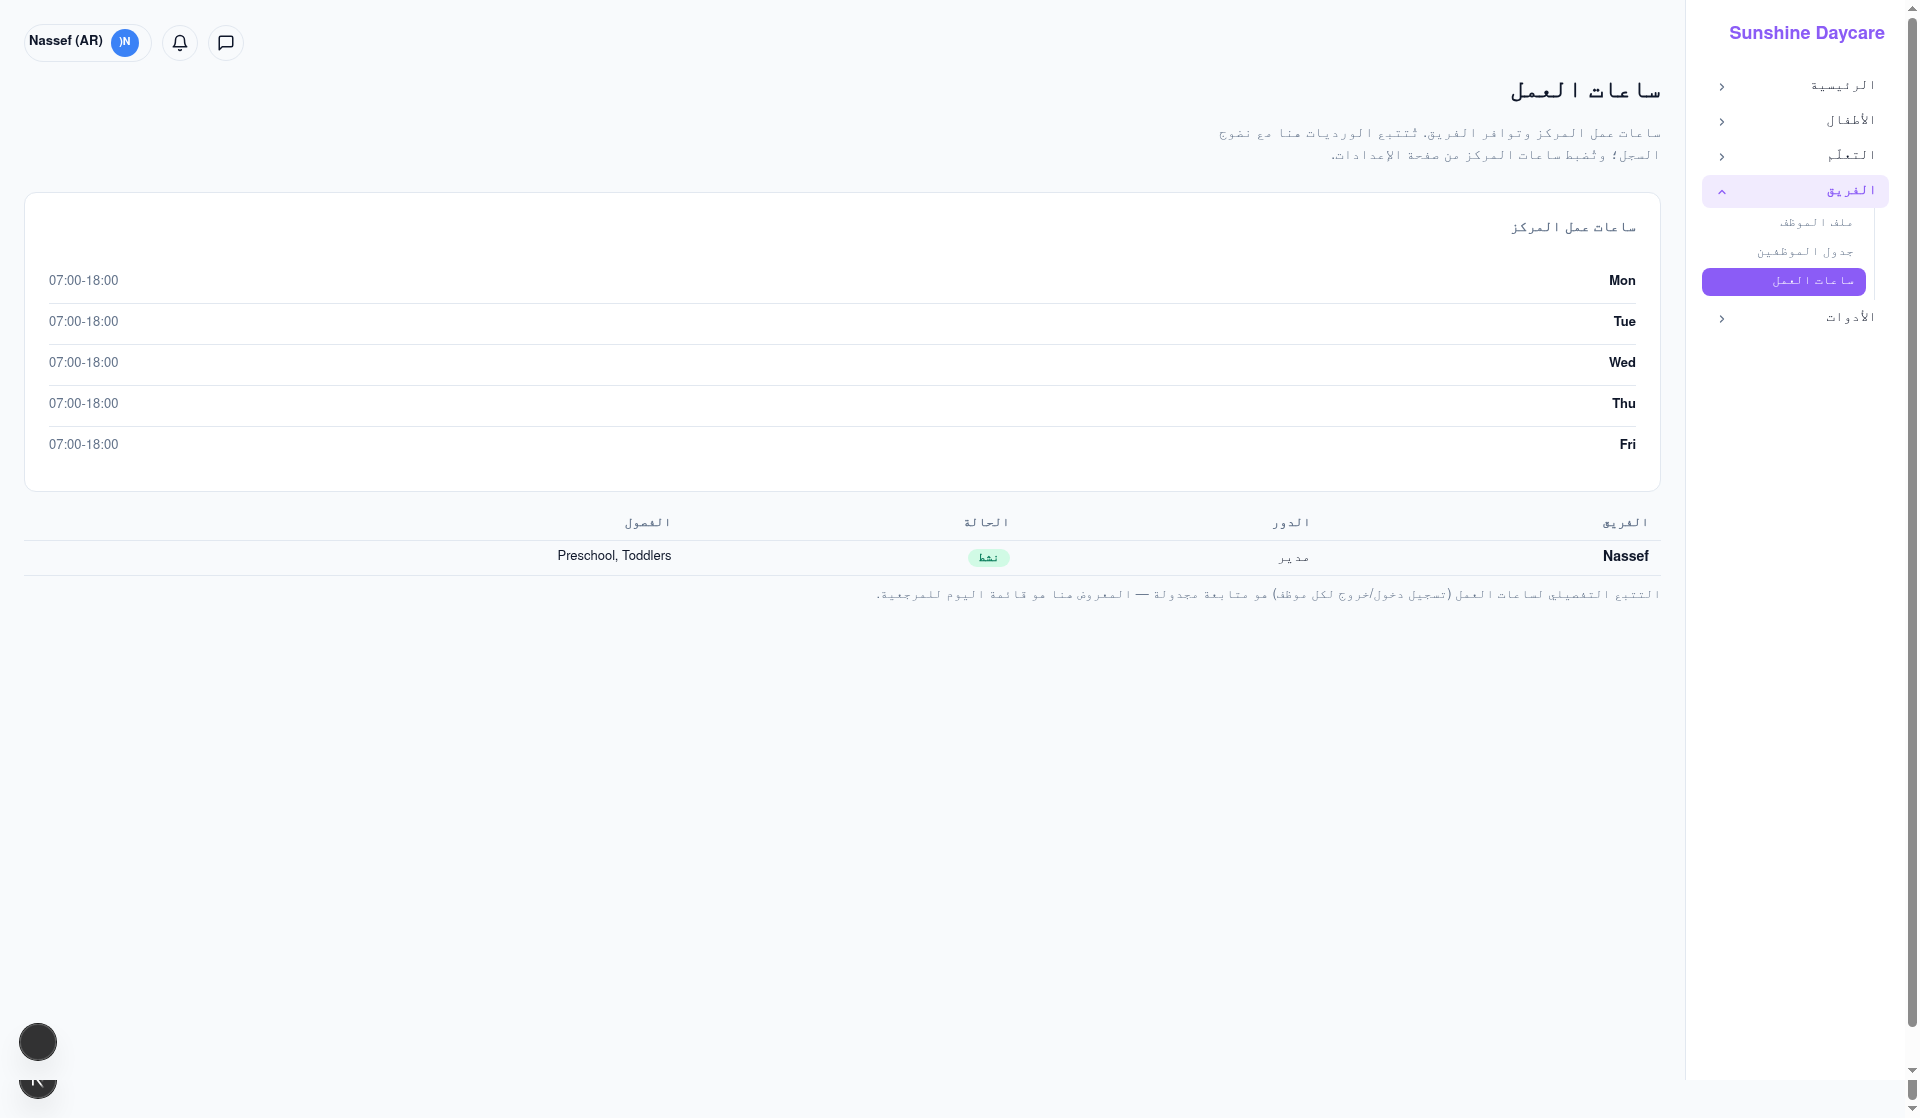 Sunshine Daycare
الرئيسية
الأطفال
التعلّم
الفريق
ملف الموظف
جدول الموظفين
ساعات العمل
الأدوات
Nassef (AR)
N(
ساعات العمل
ساعات عمل المركز وتوافر الفريق. تُتتبع الورديات هنا مع نضوج
السجل؛ وتُضبط ساعات المركز من صفحة الإعدادات.
ساعات عمل المركز
Mon 07:00-18:00
Tue 07:00-18:00
Wed 07:00-18:00
Thu 07:00-18:00
Fri 07:00-18:00
الفريق الدور الحالة الفصول
Nassef مدير نشط Preschool, Toddlers
التتبع التفصيلي لساعات العمل (تسجيل دخول/خروج لكل موظف) هو متابعة مجدولة — المعروض هنا هو قائمة اليوم للمرجعية.